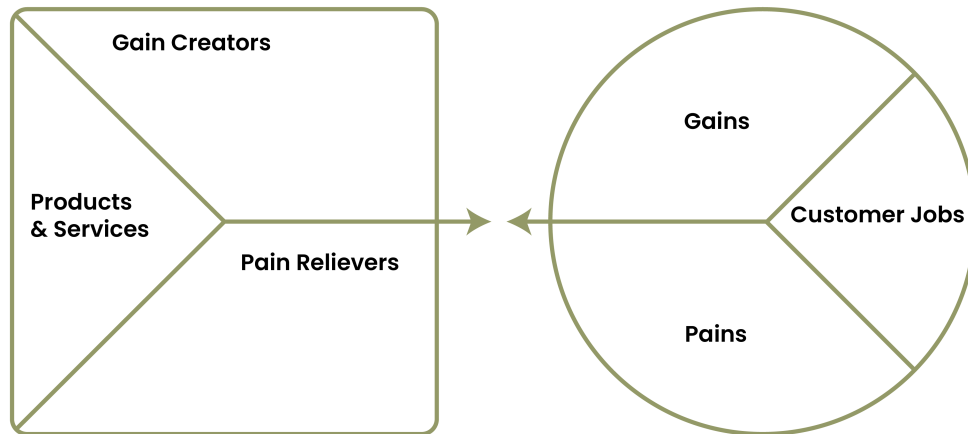 Gain Creators
Products
& Services
Pain Relievers
Gains
Customer Jobs
Pains